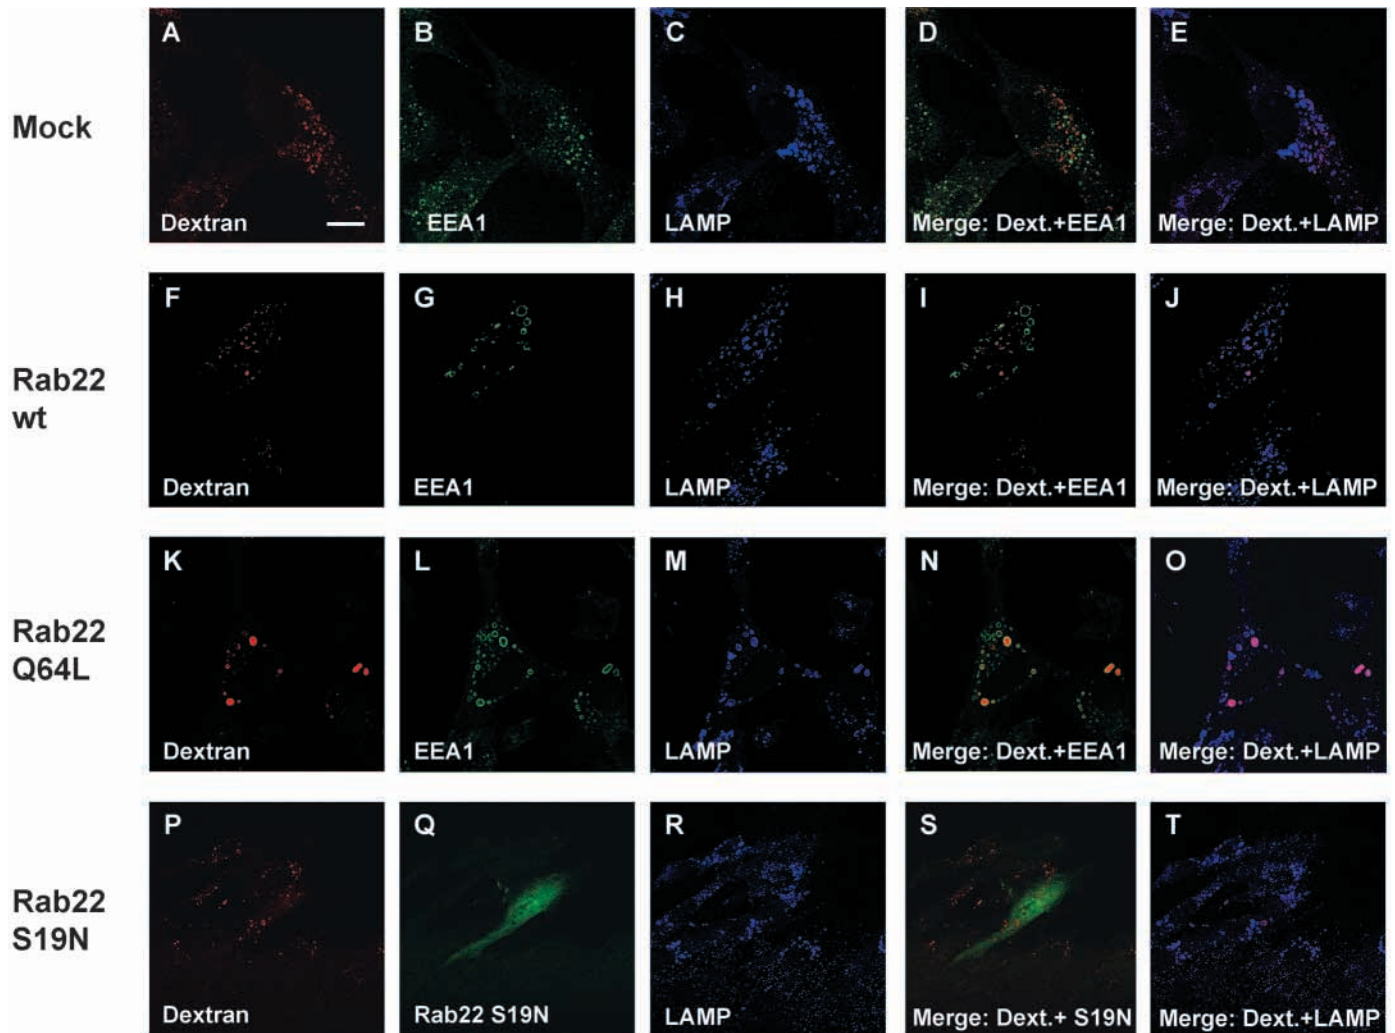 Mock
A
Dextran
B
EEA1
C
LAMP
D
Merge: Dext.+EEA1
E
Merge: Dext.+LAMP
Rab22
wt
F
Dextran
G
EEA1
H
LAMP
I
Merge: Dext.+EEA1
J
Merge: Dext.+LAMP
Rab22
Q64L
K
Dextran
L
EEA1
M
LAMP
N
Merge: Dext.+EEA1
O
Merge: Dext.+LAMP
Rab22
S19N
P
Dextran
Q
Rab22 S19N
R
LAMP
S
Merge: Dext.+ S19N
T
Merge: Dext.+LAMP